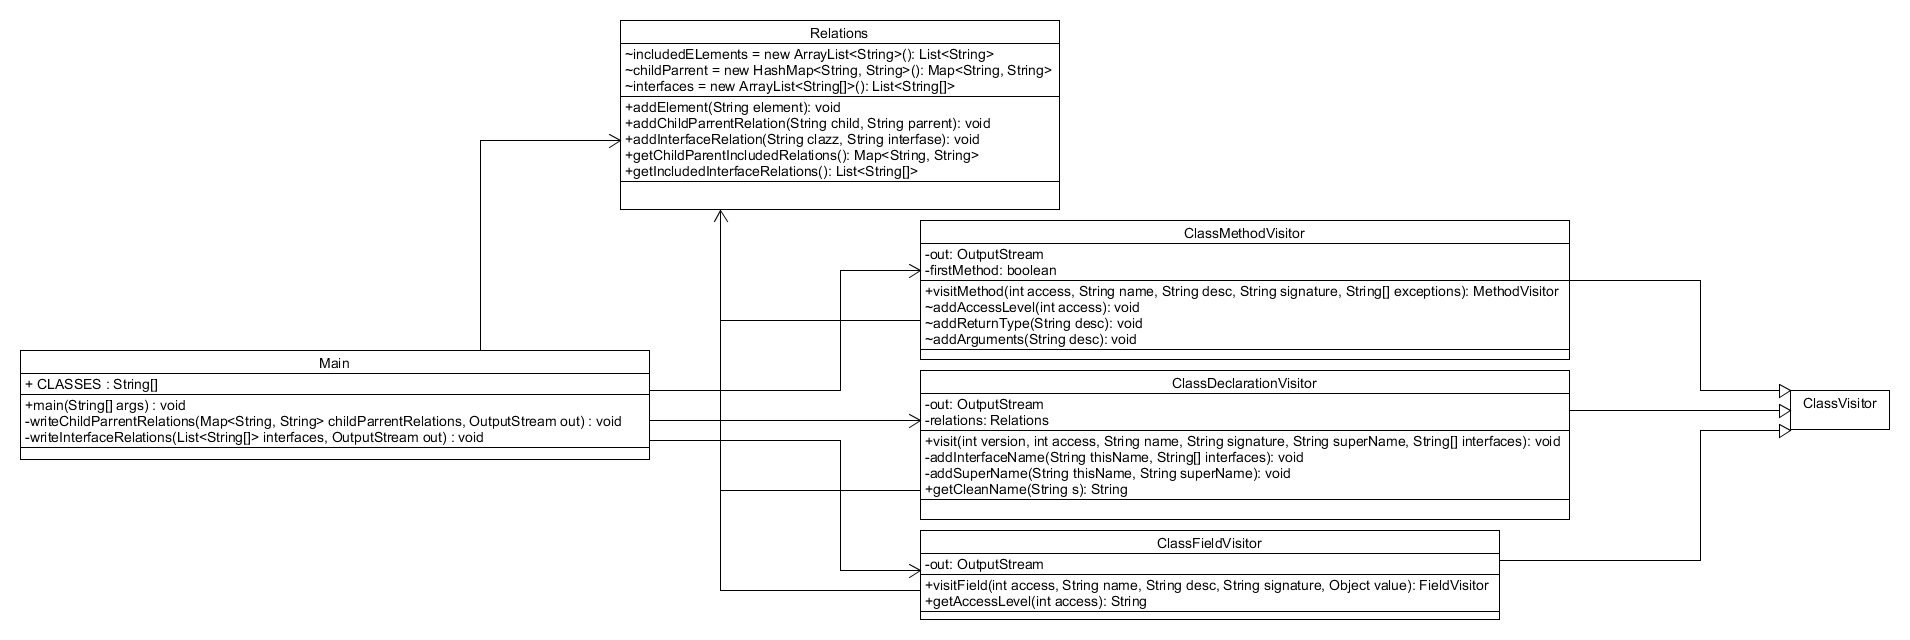 Relations
~includedELements = new ArrayList<String>(): List<String>
~childParrent = new HashMap<String, String>(): Map<String, String>
~interfaces = new ArrayList<String[]>(): List<String[]>
+addElement(String element): void
+addChildParrentRelation(String child, String parrent): void
+addInterfaceRelation(String clazz, String interfase): void
+getChildParentIncludedRelations(): Map<String, String>
+getIncludedInterfaceRelations(): List<String[]>
ClassMethodVisitor
-out: OutputStream
-firstMethod: boolean
+visitMethod(int access, String name, String desc, String signature, String[] exceptions): MethodVisitor
~addAccessLevel(int access): void
~addReturnType(String desc): void
~addArguments(String desc): void
Main
+ CLASSES : String[]
+main(String[] args) : void
-writeChildParrentRelations(Map<String, String> childParrentRelations, OutputStream out) : void
-writeInterfaceRelations(List<String[]> interfaces, OutputStream out) : void
ClassDeclarationVisitor
-out: OutputStream
-relations: Relations
+visit(int version, int access, String name, String signature, String superName, String[] interfaces): void
-addInterfaceName(String thisName, String[] interfaces): void
-addSuperName(String thisName, String superName): void
+getCleanName(String s): String
ClassVisitor
ClassFieldVisitor
-out: OutputStream
+visitField(int access, String name, String desc, String signature, Object value): FieldVisitor
+getAccessLevel(int access): String